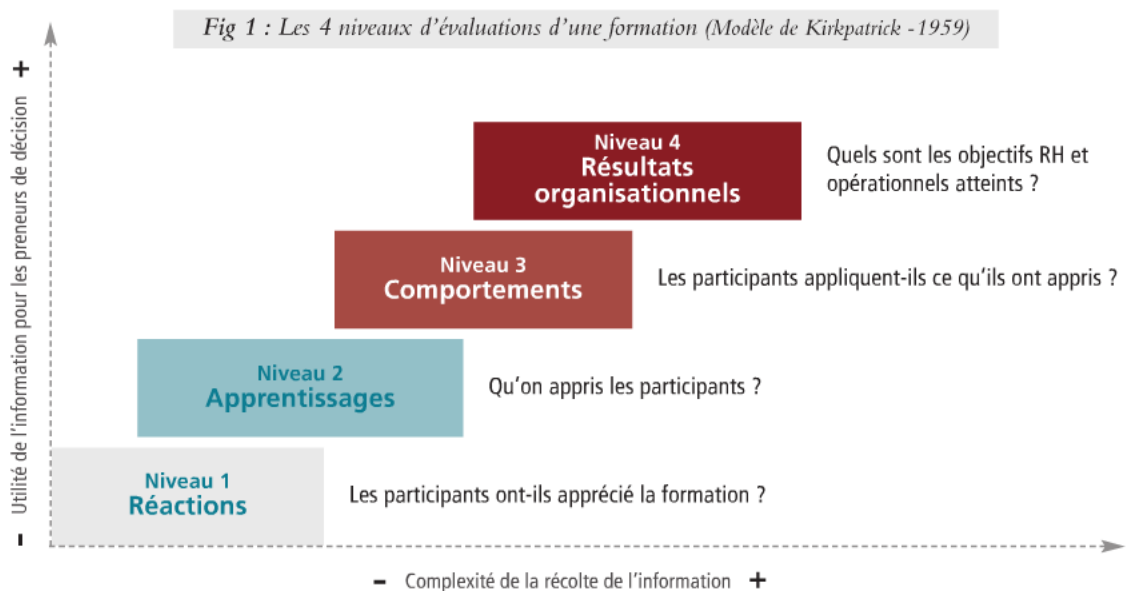 Fig 1 : Les 4 niveaux d'évaluations d'une formation (Modèle de Kirkpatrick -1959)
Niveau 4
Résultats
organisationnels
Quels sont les objectifs RH et
opérationnels atteints ?
Niveau 3
Comportements
Les participants appliquent-ils ce qu'ils ont appris ?
Niveau 2
Apprentissages
Qu'on appris les participants ?
Niveau 1
Réactions
Les participants ont-ils apprécié la formation ?
- Utilité de l'information pour les preneurs de décision +
- Complexité de la récolte de l'information +